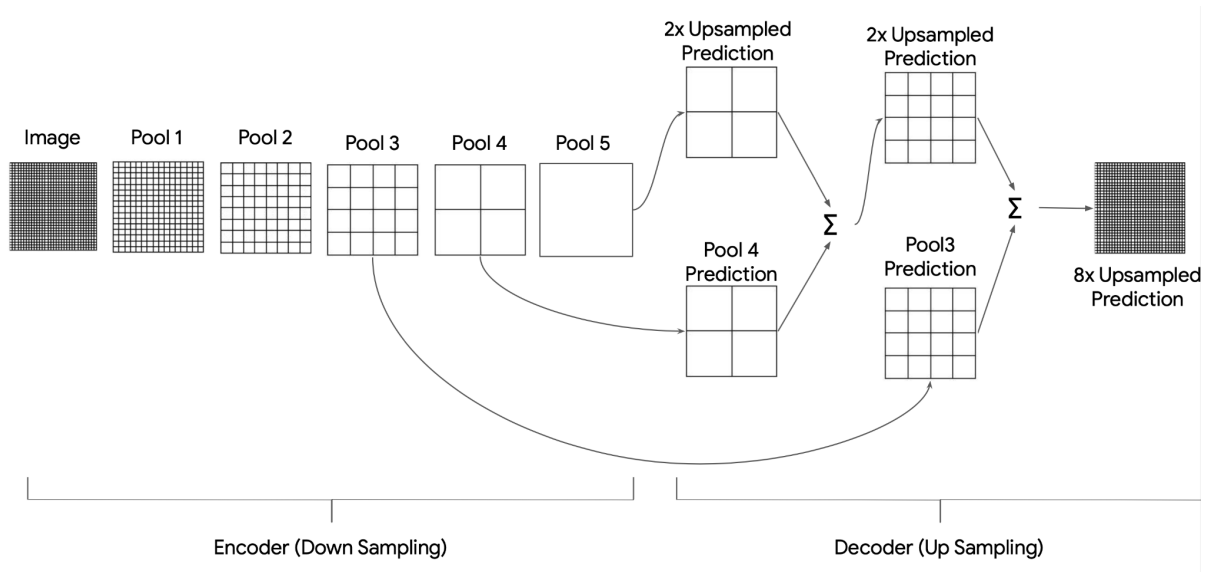 Image
Pool 1
Pool 2
Pool 3
Pool 4
Pool 5
2x Upsampled
Prediction
2x Upsampled
Prediction
Σ
Σ
Pool 4
Prediction
Pool3
Prediction
8x Upsampled
Prediction
Encoder (Down Sampling)
Decoder (Up Sampling)